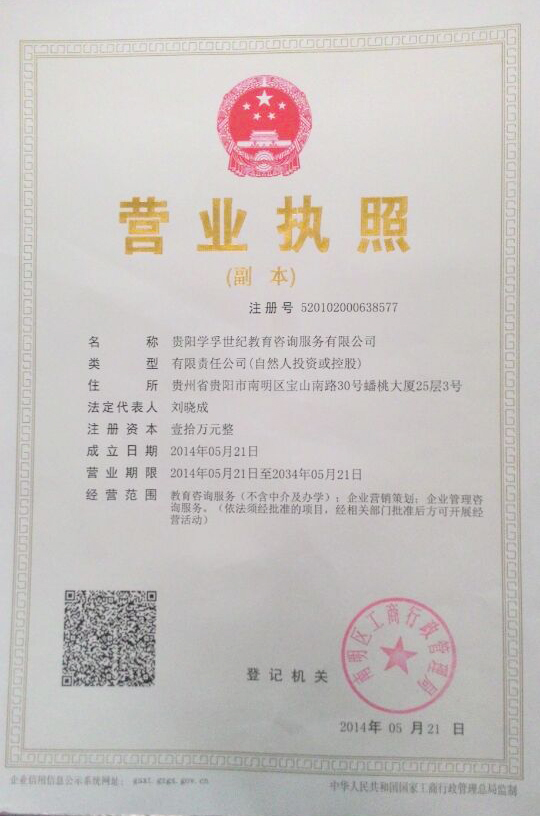 营业执照
(副 本)
注册号 520102000638577
名 称 贵阳学孚世纪教育咨询服务有限公司
类 型 有限责任公司(自然人投资或控股)
住 所 贵州省贵阳市南明区宝山南路30号蟠桃大厦25层3号
法定代表人 刘晓成
注册资本 壹拾万元整
成立日期 2014年05月21日
营业期限 2014年05月21日至2034年05月21日
经营范围 教育咨询服务(不含中介及办学);企业营销策划;企业管理咨
询服务。(依法须经批准的项目,经相关部门批准后方可开展经
营活动)
南明区工商行政管理局
登记机关
2014年 05 月 21 日
企业信用信息公示系统网址: gsxt.gzgs.gov.cn
中华人民共和国国家工商行政管理总局监制